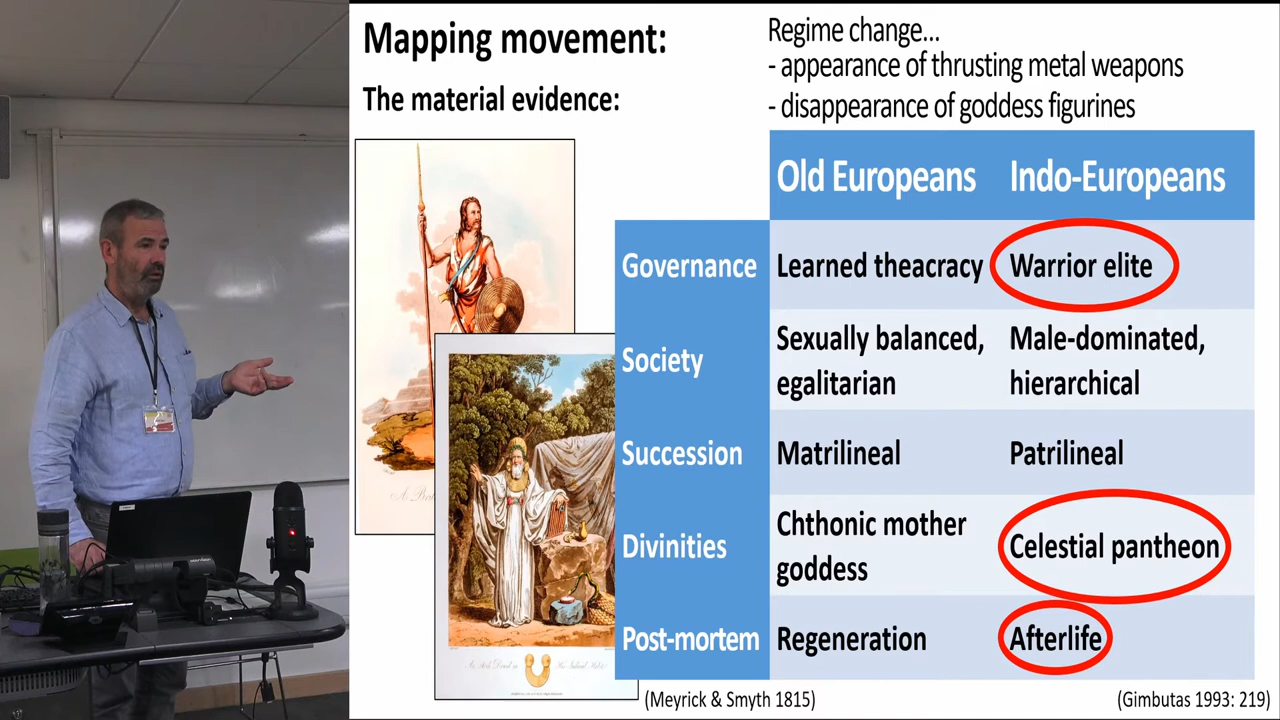 Mapping movement:
The material evidence:
Regime change...
- appearance of thrusting metal weapons
- disappearance of goddess figurines
Old Europeans Indo-Europeans
Governance Learned theacracy Warrior elite
Society Sexually balanced, egalitarian Male-dominated, hierarchical
Succession Matrilineal Patrilineal
Divinities Chthonic mother goddess Celestial pantheon
Post-mortem Regeneration Afterlife
(Meyrick & Smyth 1815)
(Gimbutas 1993: 219)